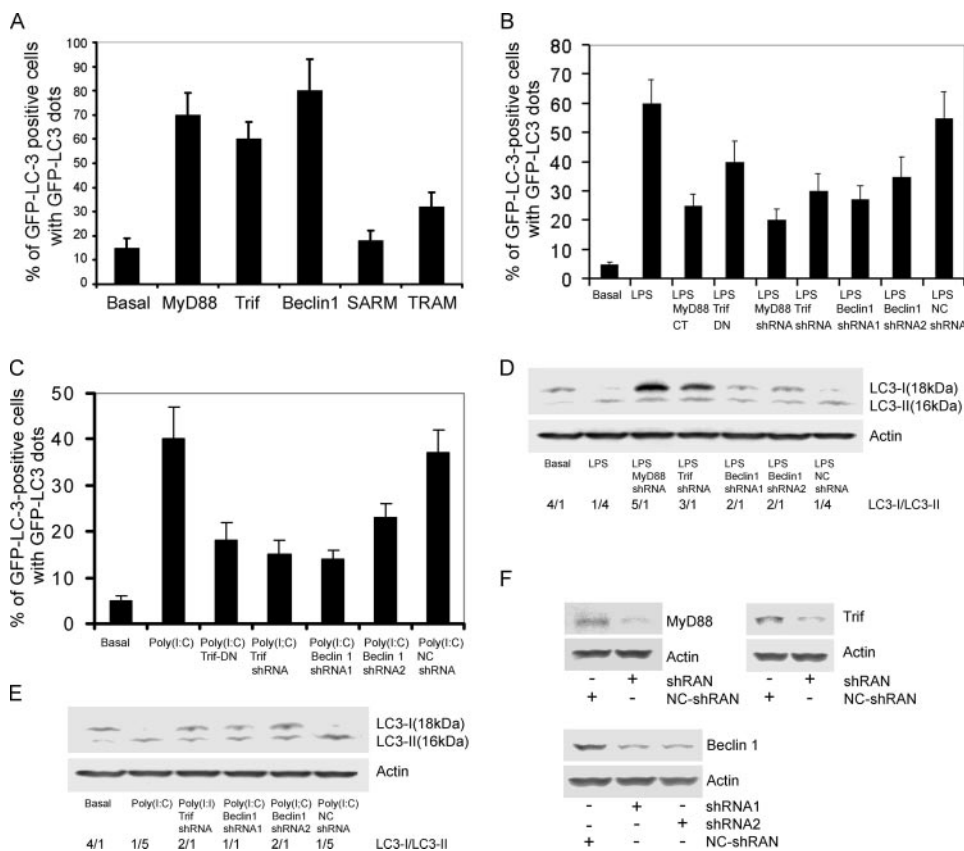 A
% of GFP-LC-3 positive cells
with GFP-LC3 dots
100
90
80
70
60
50
40
30
20
10
0
Basal MyD88 Trif Beclin1 SARM TRAM
B
% of GFP-LC-3-positive cells
with GFP-LC3 dots
80
70
60
50
40
30
20
10
0
Basal LPS LPS LPS LPS LPS LPS LPS LPS
MyD88 Trif MyD88 Trif Beclin1 Beclin1 NC
CT DN shRNA shRNA shRNA1 shRNA2 shRNA
C
% of GFP-LC-3-positive cells
with GFP-LC3 dots
50
40
30
20
10
0
Basal Poly(I:C) Poly(I:C) Poly(I:C) Poly(I:C) Poly(I:C) Poly(I:C)
Trif-DN Trif Beclin 1 Beclin 1 NC
shRNA shRNA1 shRNA2 shRNA
D
LC3-I(18kDa)
LC3-II(16kDa)
Actin
Basal LPS LPS LPS LPS LPS LPS
MyD88 Trif Beclin1 Beclin1 NC
shRNA shRNA shRNA1 shRNA2 shRNA
4/1 1/4 5/1 3/1 2/1 2/1 1/4 LC3-I/LC3-II
E
LC3-I(18kDa)
LC3-II(16kDa)
Actin
Basal Poly(I:C) Poly(I:I) Poly(I:C) Poly(I:C) Poly(I:C)
Trif Beclin1 Beclin1 NC
shRNA shRNA1 shRNA2 shRNA
4/1 1/5 2/1 1/1 2/1 1/5 LC3-I/LC3-II
F
MyD88
Actin
- + shRAN
+ - NC-shRAN
Trif
Actin
- + shRAN
+ - NC-shRAN
Beclin 1
Actin
- + - shRNA1
- - + shRNA2
+ - - NC-shRAN